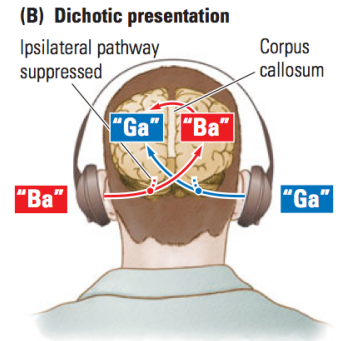 (B) Dichotic presentation
Ipsilateral pathway
suppressed
Corpus
callosum
“Ga”
“Ba”
“Ba”
“Ga”